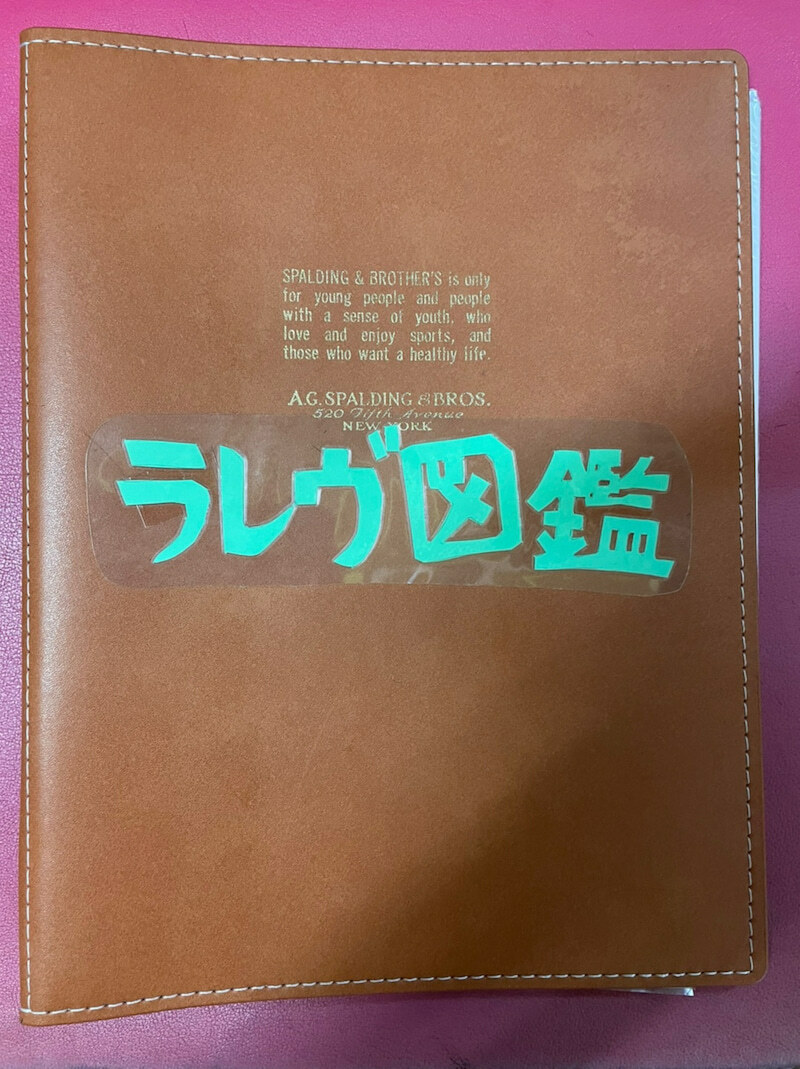 SPALDING & BROTHER'S is only
for young people and people
with a sense of youth, who
love and enjoy sports, and
those who want a healthy life.
A.G. SPALDING & BROS.
520 Fifth Avenue
NEW YORK
ラレヴ図鑑